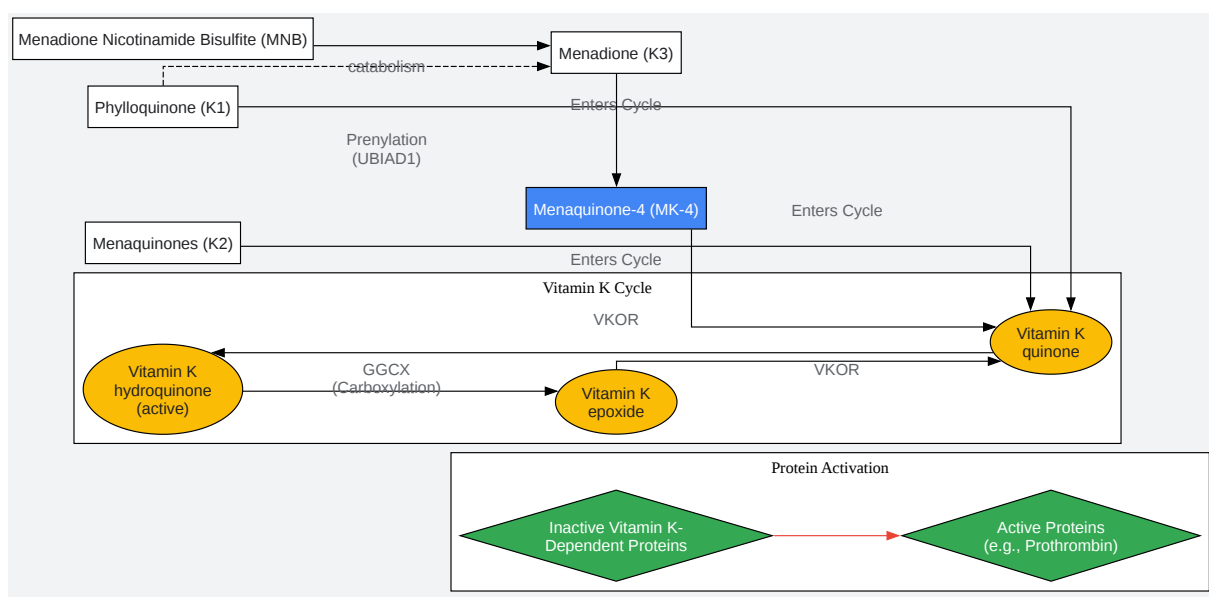 Menadione Nicotinamide Bisulfite (MNB)
Menadione (K3)
catabolism
Phylloquinone (K1)
Enters Cycle
Prenylation
(UBIAD1)
Menaquinone-4 (MK-4)
Enters Cycle
Menaquinones (K2)
Enters Cycle
Vitamin K Cycle
VKOR
Vitamin K
quinone
Vitamin K
hydroquinone
(active)
GGCX
(Carboxylation)
VKOR
Vitamin K
epoxide
Protein Activation
Inactive Vitamin K-
Dependent Proteins
Active Proteins
(e.g., Prothrombin)